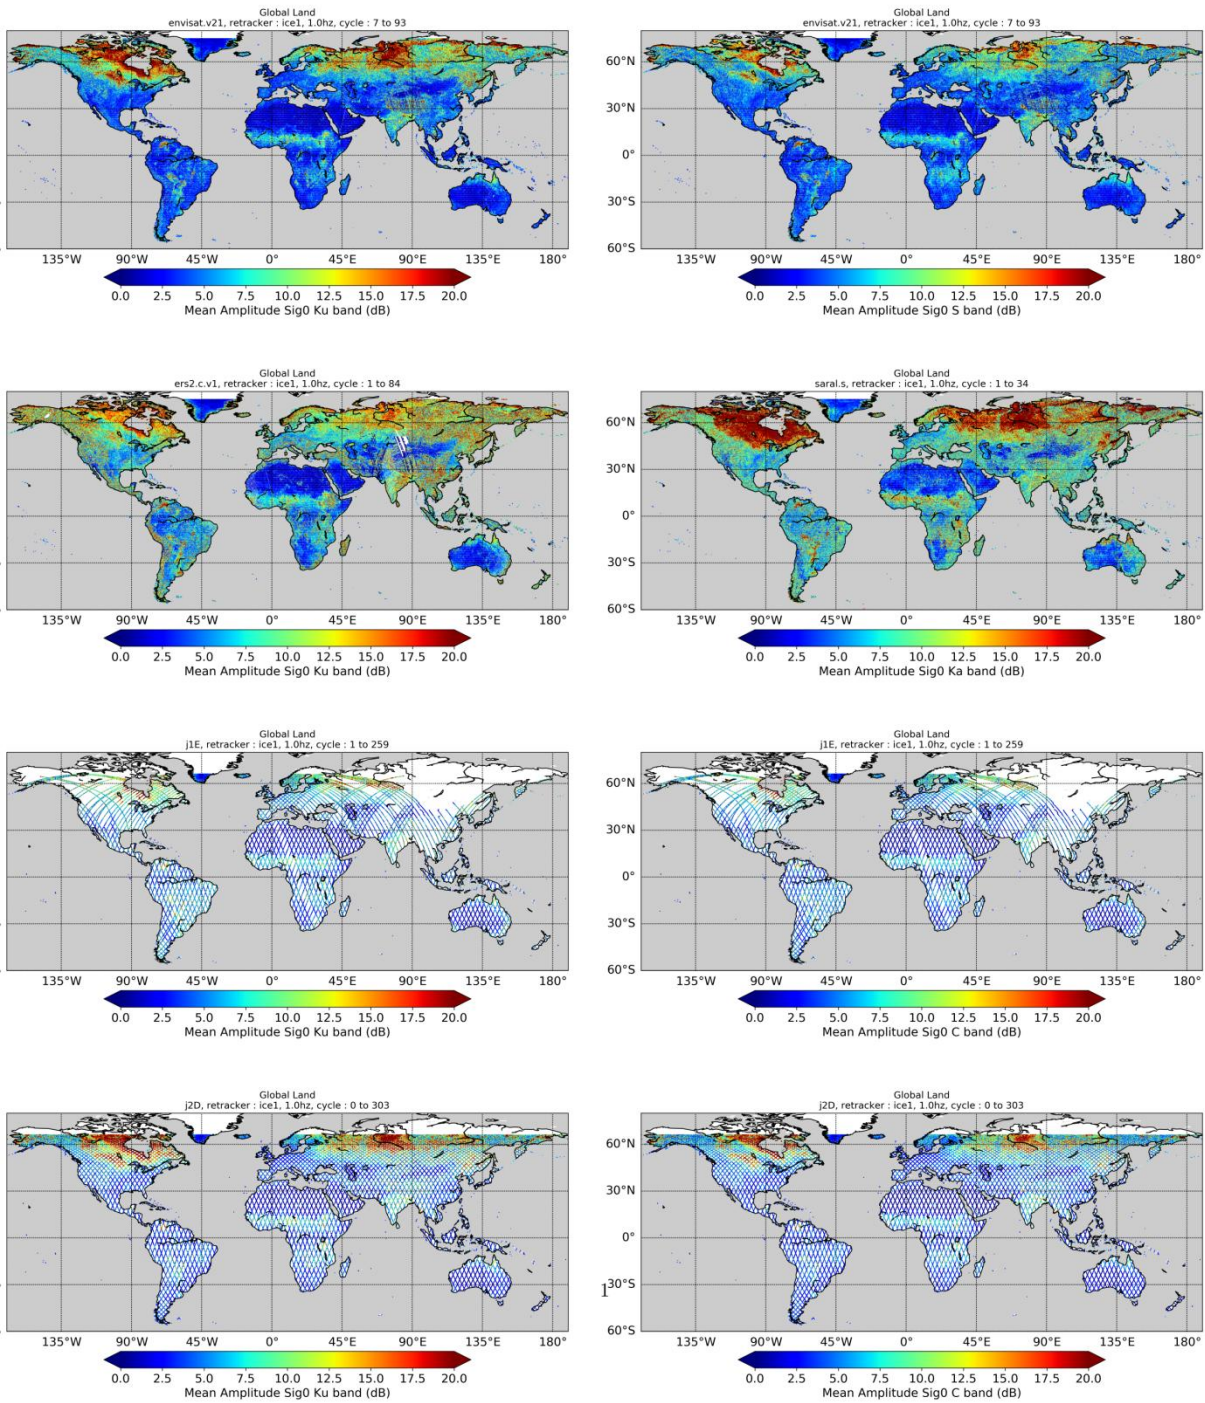 Global Land
envisat.v21, retracker : ice1, 1.0hz, cycle : 7 to 93
60°N
30°N
0°
30°S
60°S
135°W 90°W 45°W 0° 45°E 90°E 135°E 180°
0.0 2.5 5.0 7.5 10.0 12.5 15.0 17.5 20.0
Mean Amplitude Sig0 Ku band (dB)
Global Land
envisat.v21, retracker : ice1, 1.0hz, cycle : 7 to 93
60°N
30°N
0°
30°S
60°S
135°W 90°W 45°W 0° 45°E 90°E 135°E 180°
0.0 2.5 5.0 7.5 10.0 12.5 15.0 17.5 20.0
Mean Amplitude Sig0 S band (dB)
Global Land
ers2.c.v1, retracker : ice1, 1.0hz, cycle : 1 to 84
60°N
30°N
0°
30°S
60°S
135°W 90°W 45°W 0° 45°E 90°E 135°E 180°
0.0 2.5 5.0 7.5 10.0 12.5 15.0 17.5 20.0
Mean Amplitude Sig0 Ku band (dB)
Global Land
saral.s, retracker : ice1, 1.0hz, cycle : 1 to 34
60°N
30°N
0°
30°S
60°S
135°W 90°W 45°W 0° 45°E 90°E 135°E 180°
0.0 2.5 5.0 7.5 10.0 12.5 15.0 17.5 20.0
Mean Amplitude Sig0 Ka band (dB)
Global Land
j1E, retracker : ice1, 1.0hz, cycle : 1 to 259
60°N
30°N
0°
30°S
60°S
135°W 90°W 45°W 0° 45°E 90°E 135°E 180°
0.0 2.5 5.0 7.5 10.0 12.5 15.0 17.5 20.0
Mean Amplitude Sig0 Ku band (dB)
Global Land
j1E, retracker : ice1, 1.0hz, cycle : 1 to 259
60°N
30°N
0°
30°S
60°S
135°W 90°W 45°W 0° 45°E 90°E 135°E 180°
0.0 2.5 5.0 7.5 10.0 12.5 15.0 17.5 20.0
Mean Amplitude Sig0 C band (dB)
Global Land
j2D, retracker : ice1, 1.0hz, cycle : 0 to 303
135°W 90°W 45°W 0° 45°E 90°E 135°E 180°
0.0 2.5 5.0 7.5 10.0 12.5 15.0 17.5 20.0
Mean Amplitude Sig0 Ku band (dB)
Global Land
j2D, retracker : ice1, 1.0hz, cycle : 0 to 303
60°N
30°N
0°
1
30°S
60°S
135°W 90°W 45°W 0° 45°E 90°E 135°E 180°
0.0 2.5 5.0 7.5 10.0 12.5 15.0 17.5 20.0
Mean Amplitude Sig0 C band (dB)